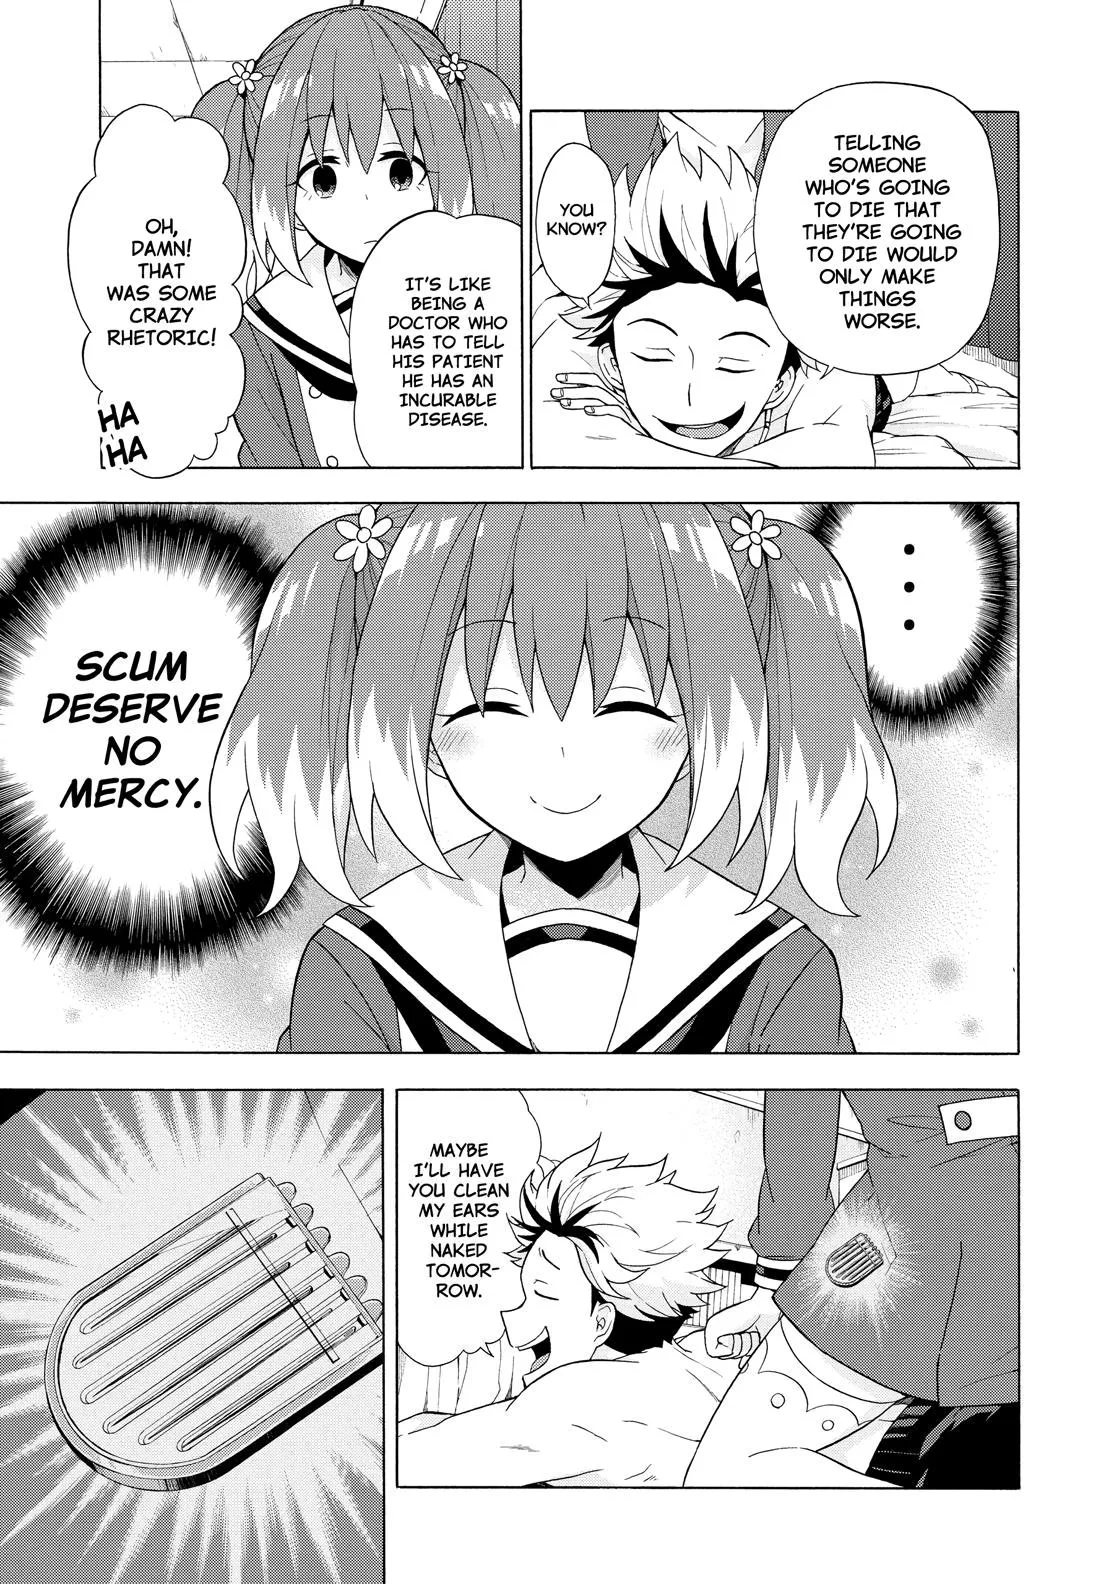 TELLING
SOMEONE
WHO'S GOING
TO DIE THAT
THEY'RE GOING
TO DIE WOULD
ONLY MAKE
THINGS
WORSE.
YOU
KNOW?
IT'S LIKE
BEING A
DOCTOR WHO
HAS TO TELL
HIS PATIENT
HE HAS AN
INCURABLE
DISEASE.
OH,
DAMN!
THAT
WAS SOME
CRAZY
RHETORIC!
HA
HA
...
SCUM
DESERVE
NO
MERCY.
MAYBE
I'LL HAVE
YOU CLEAN
MY EARS
WHILE
NAKED
TOMOR-
ROW.